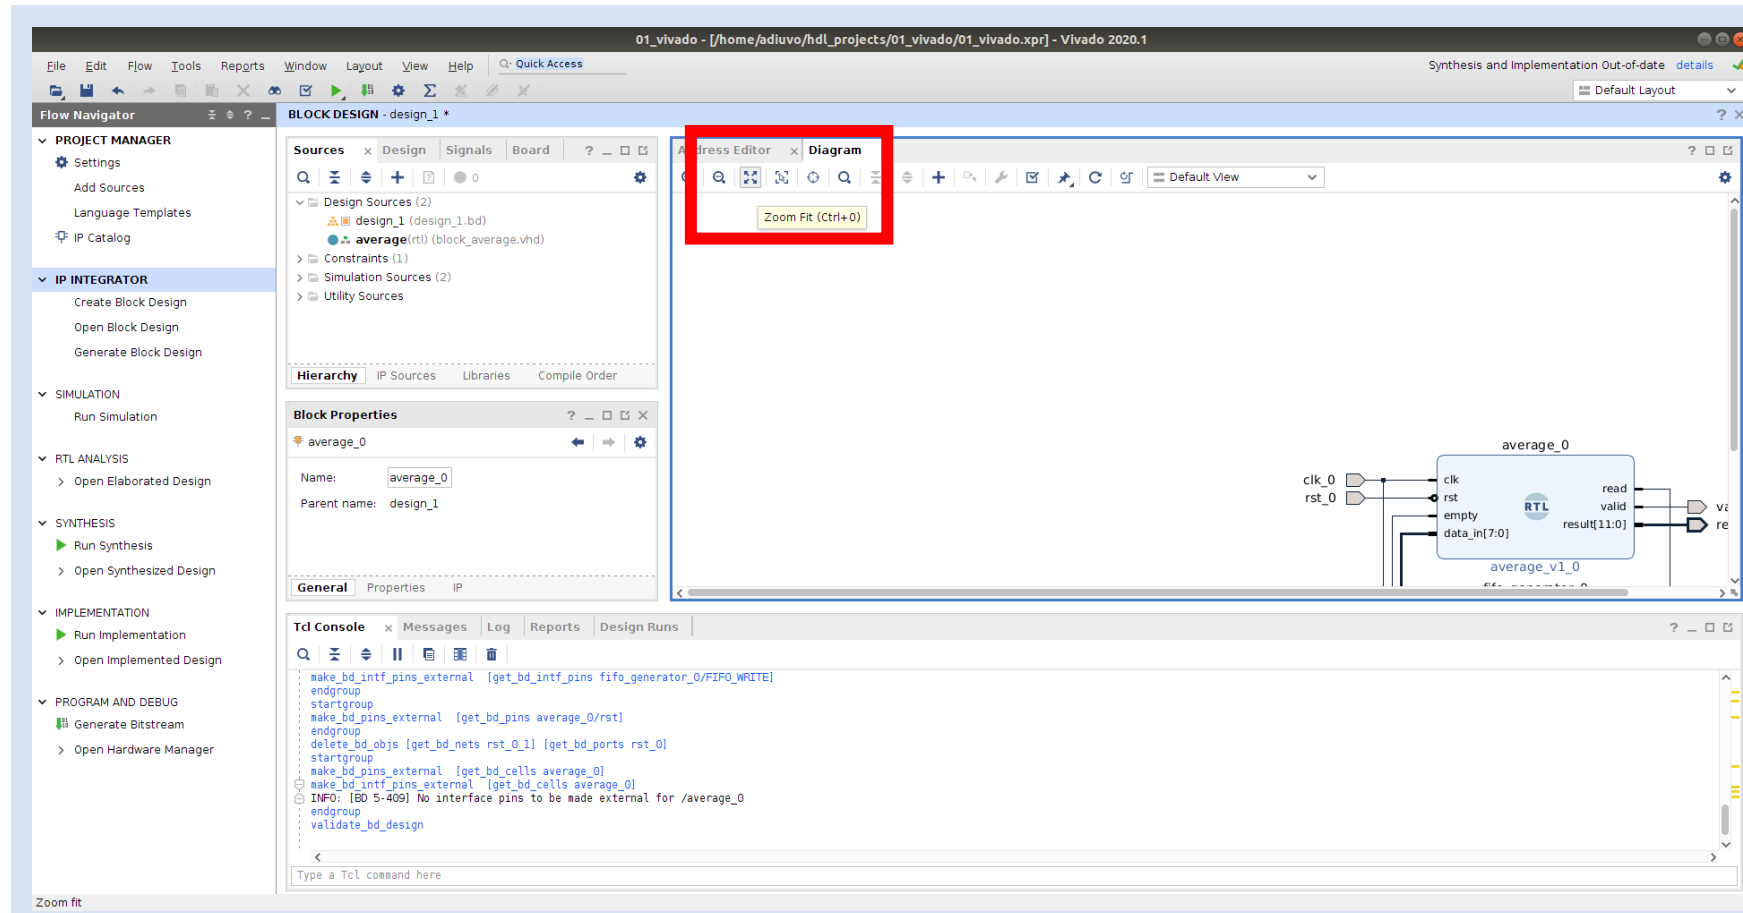 01_vivado - [/home/adiuvo/hdl_projects/01_vivado/01_vivado.xpr] - Vivado 2020.1
File Edit Flow Tools Reports Window Layout View Help Quick Access
Synthesis and Implementation Out-of-date details
Default Layout
Flow Navigator
PROJECT MANAGER
Settings
Add Sources
Language Templates
IP Catalog
IP INTEGRATOR
Create Block Design
Open Block Design
Generate Block Design
SIMULATION
Run Simulation
RTL ANALYSIS
Open Elaborated Design
SYNTHESIS
Run Synthesis
Open Synthesized Design
IMPLEMENTATION
Run Implementation
Open Implemented Design
PROGRAM AND DEBUG
Generate Bitstream
Open Hardware Manager
BLOCK DESIGN - design_1 *
Sources Design Signals Board
0
Design Sources (2)
design_1 (design_1.bd)
average(rtl) (block_average.vhd)
Constraints (1)
Simulation Sources (2)
Utility Sources
Hierarchy IP Sources Libraries Compile Order
Block Properties
average_0
Name: average_0
Parent name: design_1
General Properties IP
Editor Diagram
Default View
Zoom Fit (Ctrl+0)
average_0
clk_0
rst_0
clk
rst
empty
data_in[7:0]
RTL
read
valid
result[11:0]
average_v1_0
Tcl Console Messages Log Reports Design Runs
make_bd_intf_pins_external [get_bd_intf_pins fifo_generator_0/FIFO_WRITE]
endgroup
startgroup
make_bd_pins_external [get_bd_pins average_0/rst]
endgroup
delete_bd_objs [get_bd_nets rst_0_1] [get_bd_ports rst_0]
startgroup
make_bd_pins_external [get_bd_cells average_0]
make_bd_intf_pins_external [get_bd_cells average_0]
INFO: [BD 5-409] No interface pins to be made external for /average_0
endgroup
validate_bd_design
Type a Tcl command here
Zoom fit